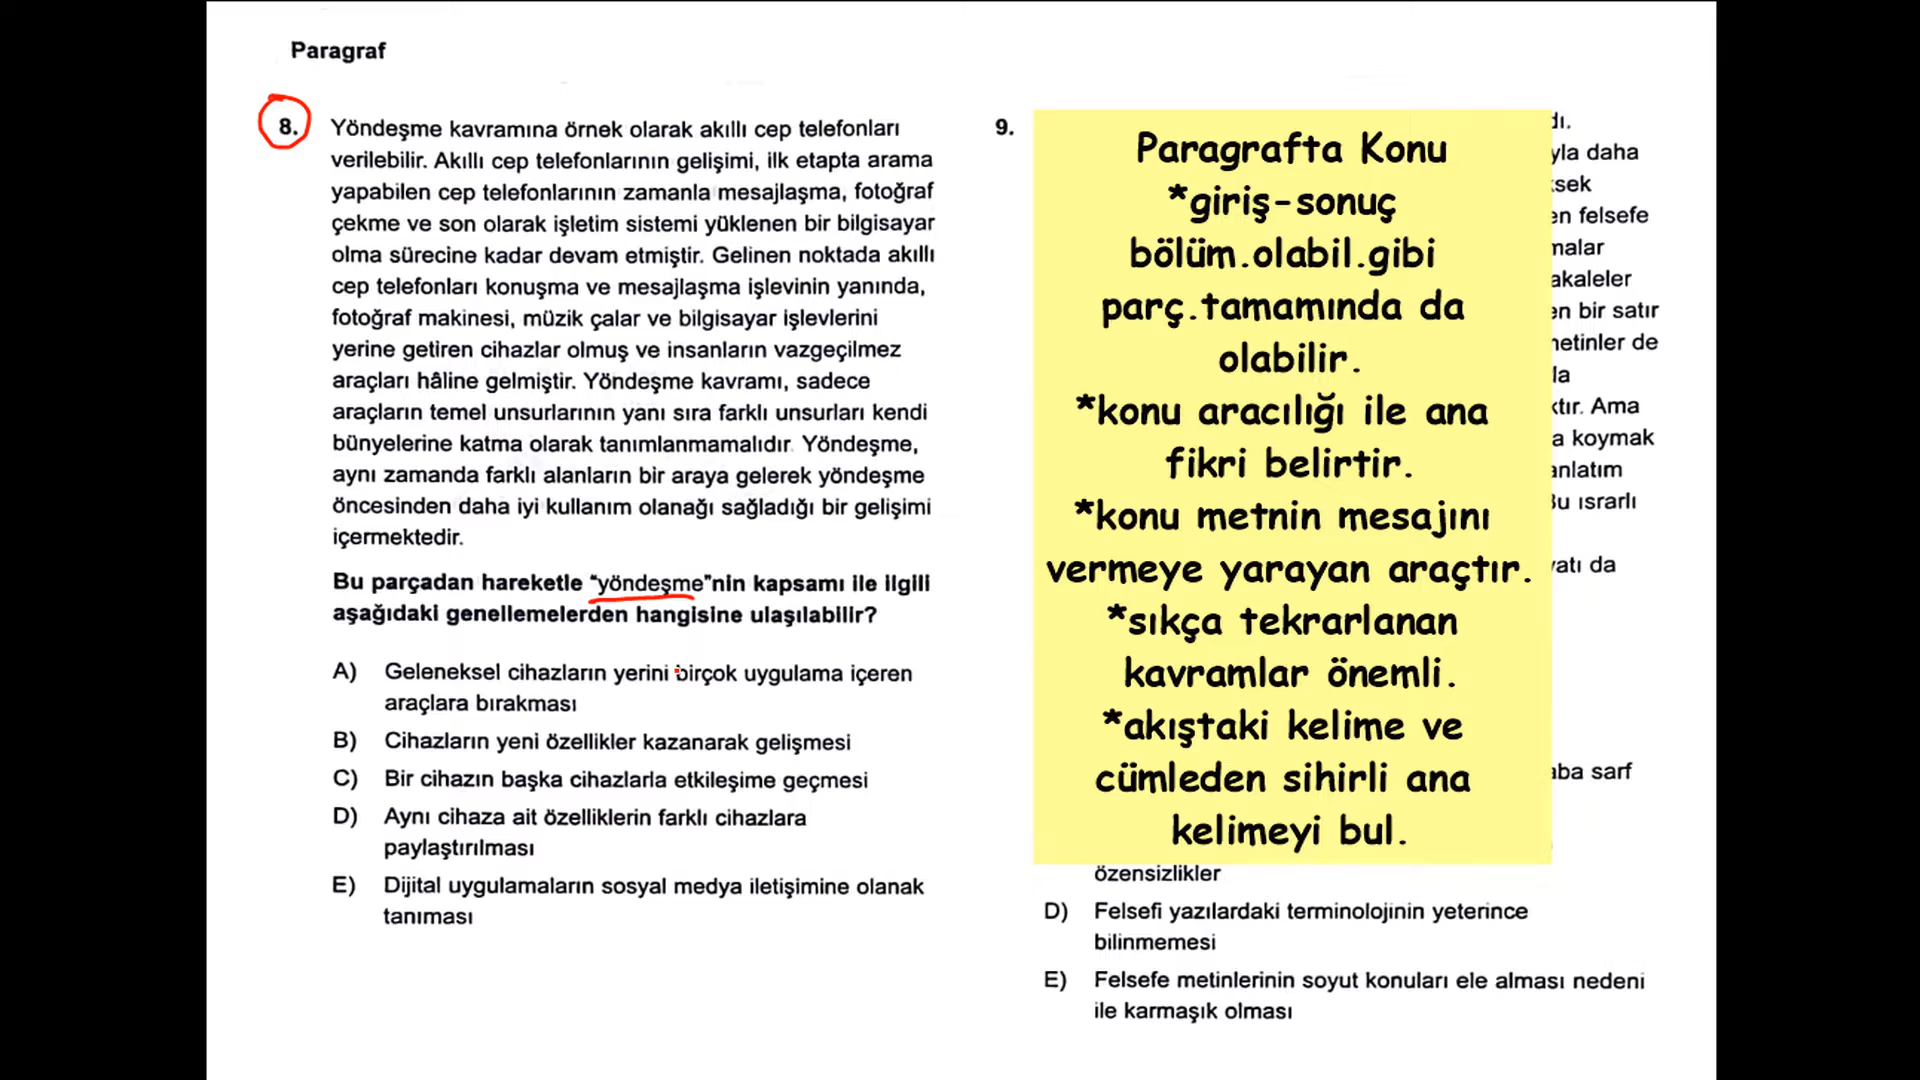 Paragraf
8. Yöndeşme kavramına örnek olarak akıllı cep telefonları
verilebilir. Akıllı cep telefonlarının gelişimi, ilk etapta arama
yapabilen cep telefonlarının zamanla mesajlaşma, fotoğraf
çekme ve son olarak işletim sistemi yüklenen bir bilgisayar
olma sürecine kadar devam etmiştir. Gelinen noktada akıllı
cep telefonları konuşma ve mesajlaşma işlevinin yanında,
fotoğraf makinesi, müzik çalar ve bilgisayar işlevlerini
yerine getiren cihazlar olmuş ve insanların vazgeçilmez
araçları hâline gelmiştir. Yöndeşme kavramı, sadece
araçların temel unsurlarının yanı sıra farklı unsurları kendi
bünyelerine katma olarak tanımlanmamalıdır. Yöndeşme,
aynı zamanda farklı alanların bir araya gelerek yöndeşme
öncesinden daha iyi kullanım olanağı sağladığı bir gelişimi
içermektedir.
Bu parçadan hareketle “yöndeşme”nin kapsamı ile ilgili
aşağıdaki genellemelerden hangisine ulaşılabilir?
A) Geleneksel cihazların yerini birçok uygulama içeren
araçlara bırakması
B) Cihazların yeni özellikler kazanarak gelişmesi
C) Bir cihazın başka cihazlarla etkileşime geçmesi
D) Aynı cihaza ait özelliklerin farklı cihazlara
paylaştırılması
E) Dijital uygulamaların sosyal medya iletişimine olanak
tanıması
9.
Paragrafta Konu
*giriş-sonuç
bölüm.olabil.gibi
parç.tamamında da
olabilir.
*konu aracılığı ile ana
fikri belirtir.
*konu metnin mesajını
vermeye yarayan araçtır.
*sıkça tekrarlanan
kavramlar önemli.
*akıştaki kelime ve
cümleden sihirli ana
kelimeyi bul.
daha
felsefe
bir satır
de
Ama
koymak
ısrarlı
da
sarf
özensizlikler
D) Felsefi yazılardaki terminolojinin yeterince
bilinmemesi
E) Felsefe metinlerinin soyut konuları ele alması nedeni
ile karmaşık olması